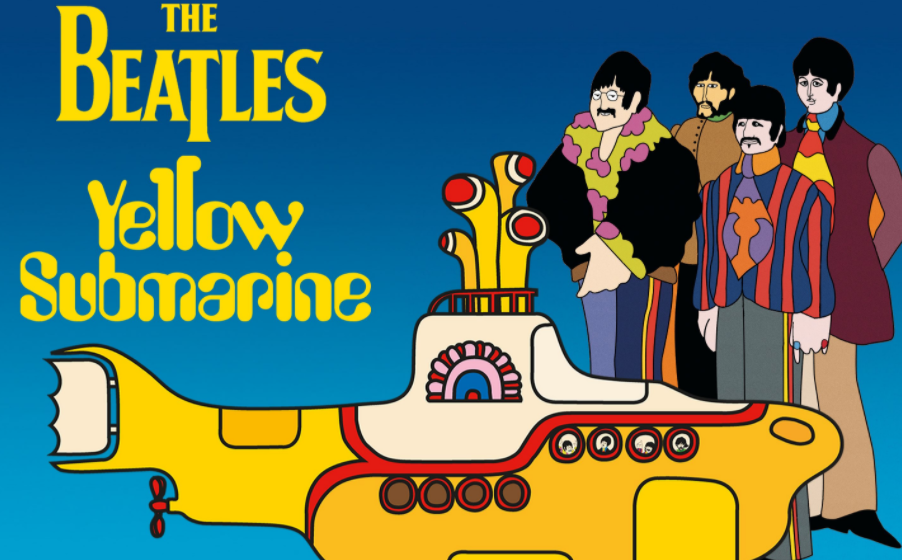 THE
BEATLES
Yellow
Submarine